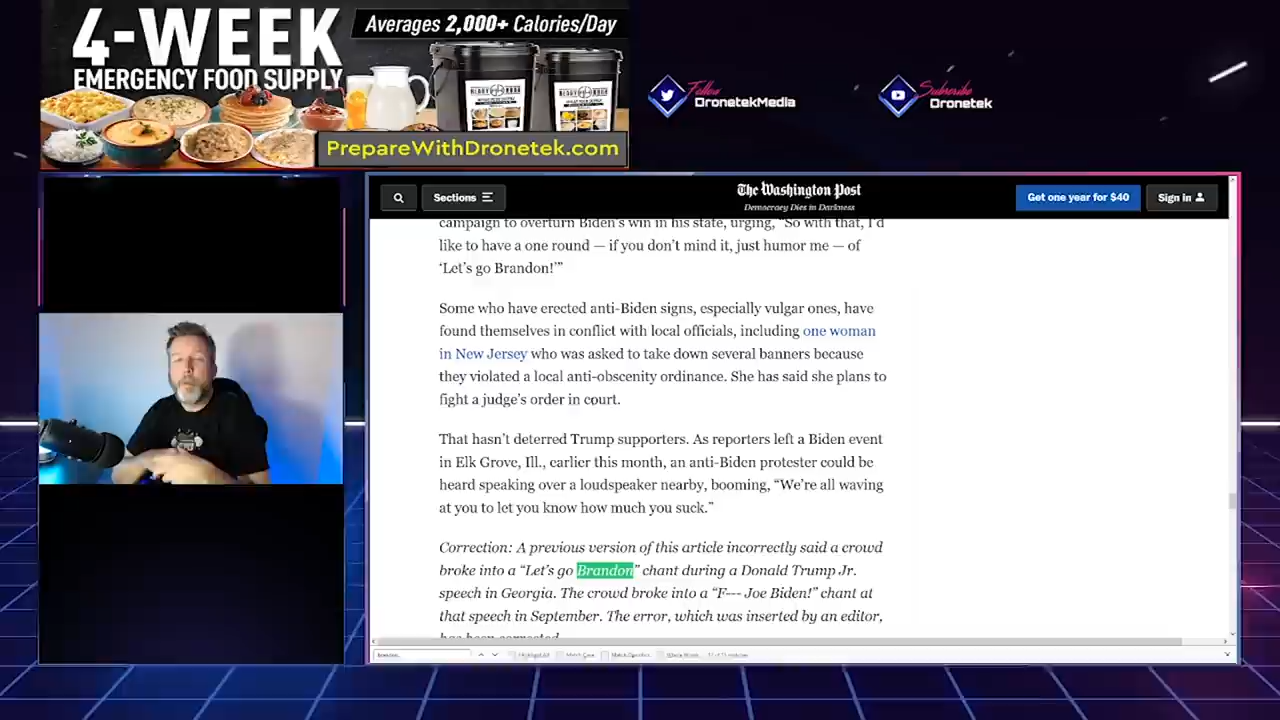 4-WEEK
EMERGENCY FOOD SUPPLY
Averages 2,000+ Calories/Day
PrepareWithDronetek.com
Follow
DronetekMedia
Subscribe
Dronetek
Sections
The Washington Post
Democracy Dies in Darkness
Get one year for $40
Sign in
campaign to overturn Biden's win in his state, urging, “So with that, I'd
like to have a one round — if you don't mind it, just humor me — of
‘Let's go Brandon!’”
Some who have erected anti-Biden signs, especially vulgar ones, have
found themselves in conflict with local officials, including one woman
in New Jersey who was asked to take down several banners because
they violated a local anti-obscenity ordinance. She has said she plans to
fight a judge's order in court.
That hasn't deterred Trump supporters. As reporters left a Biden event
in Elk Grove, Ill., earlier this month, an anti-Biden protester could be
heard speaking over a loudspeaker nearby, booming, “We're all waving
at you to let you know how much you suck.”
Correction: A previous version of this article incorrectly said a crowd
broke into a “Let's go Brandon” chant during a Donald Trump Jr.
speech in Georgia. The crowd broke into a “F--- Joe Biden!” chant at
that speech in September. The error, which was inserted by an editor,
has been corrected.